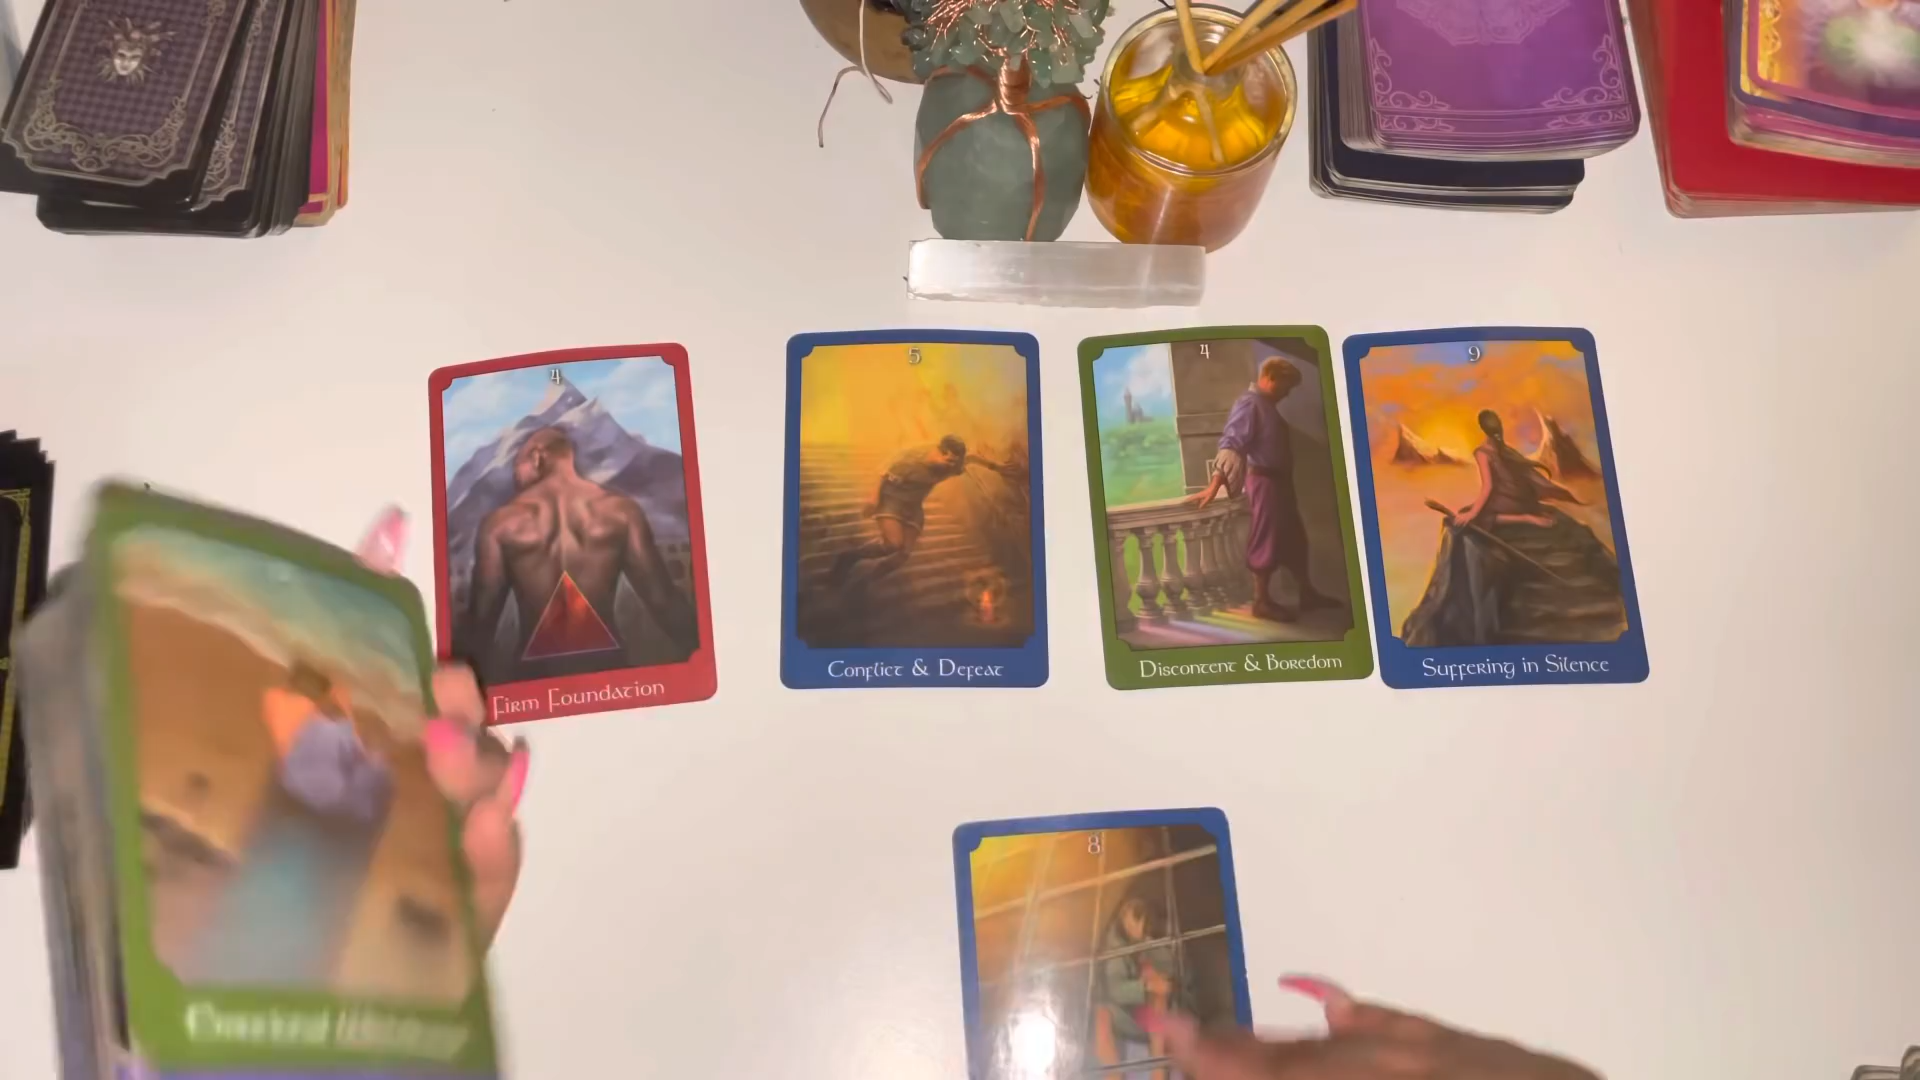 4
Firm Foundation
5
Conflict & Defeat
4
Discontent & Boredom
9
Suffering in Silence
8